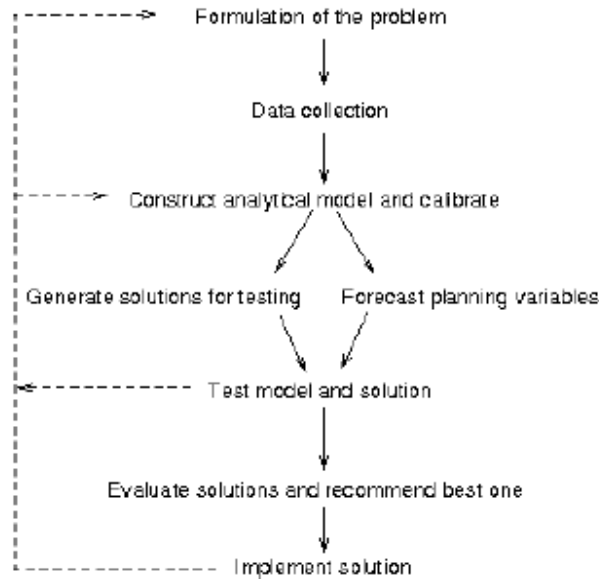 Formulation of the problem
Data collection
Construct analytical model and calibrate
Generate solutions for testing
Forecast planning variables
Test model and solution
Evaluate solutions and recommend best one
Implement solution